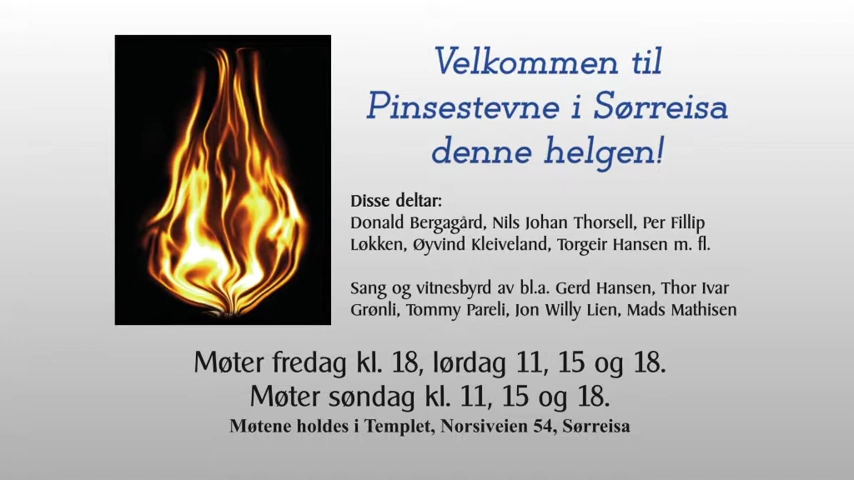 Velkommen til
Pinsestevne i Sørreisa
denne helgen!
Disse deltar:
Donald Bergagård, Nils Johan Thorsell, Per Fillip
Løkken, Øyvind Kleiveland, Torgeir Hansen m. fl.
Sang og vitnesbyrd av bl.a. Gerd Hansen, Thor Ivar
Grønli, Tommy Pareli, Jon Willy Lien, Mads Mathisen
Møter fredag kl. 18, lørdag 11, 15 og 18.
Møter søndag kl. 11, 15 og 18.
Møtene holdes i Templet, Norsiveien 54, Sørreisa